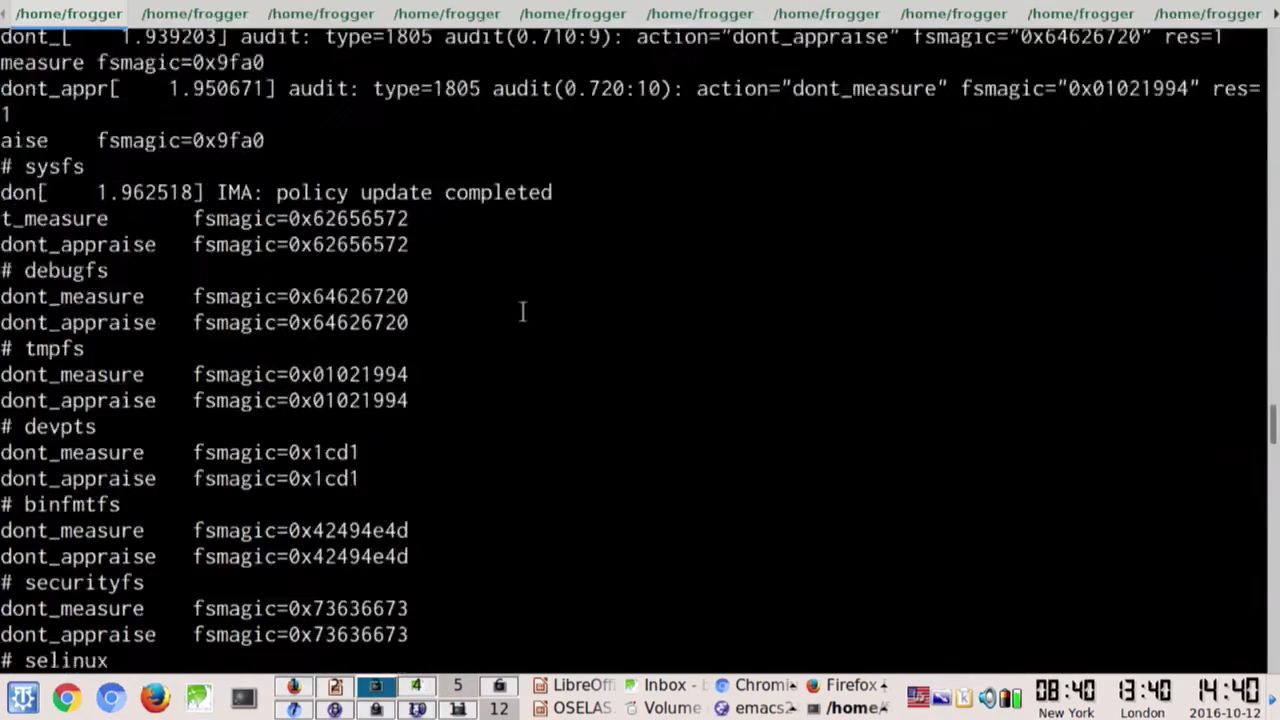 /home/frogger /home/frogger /home/frogger /home/frogger /home/frogger /home/frogger /home/frogger /home/frogger /home/frogger /home/frogger
dont_[    1.939203] audit: type=1805 audit(0.710:9): action="dont_appraise" fsmagic="0x64626720" res=1
measure fsmagic=0x9fa0
dont_appr[    1.950671] audit: type=1805 audit(0.720:10): action="dont_measure" fsmagic="0x01021994" res=
1
aise    fsmagic=0x9fa0
# sysfs
don[    1.962518] IMA: policy update completed
t_measure       fsmagic=0x62656572
dont_appraise   fsmagic=0x62656572
# debugfs
dont_measure    fsmagic=0x64626720
dont_appraise   fsmagic=0x64626720
# tmpfs
dont_measure    fsmagic=0x01021994
dont_appraise   fsmagic=0x01021994
# devpts
dont_measure    fsmagic=0x1cd1
dont_appraise   fsmagic=0x1cd1
# binfmtfs
dont_measure    fsmagic=0x42494e4d
dont_appraise   fsmagic=0x42494e4d
# securityfs
dont_measure    fsmagic=0x73636673
dont_appraise   fsmagic=0x73636673
# selinux
4 5 LibreOffi Inbox - b Chromi Firefox 08:40 13:40 14:40
12 OSELAS Volume emacs2 /home/ New York London 2016-10-12